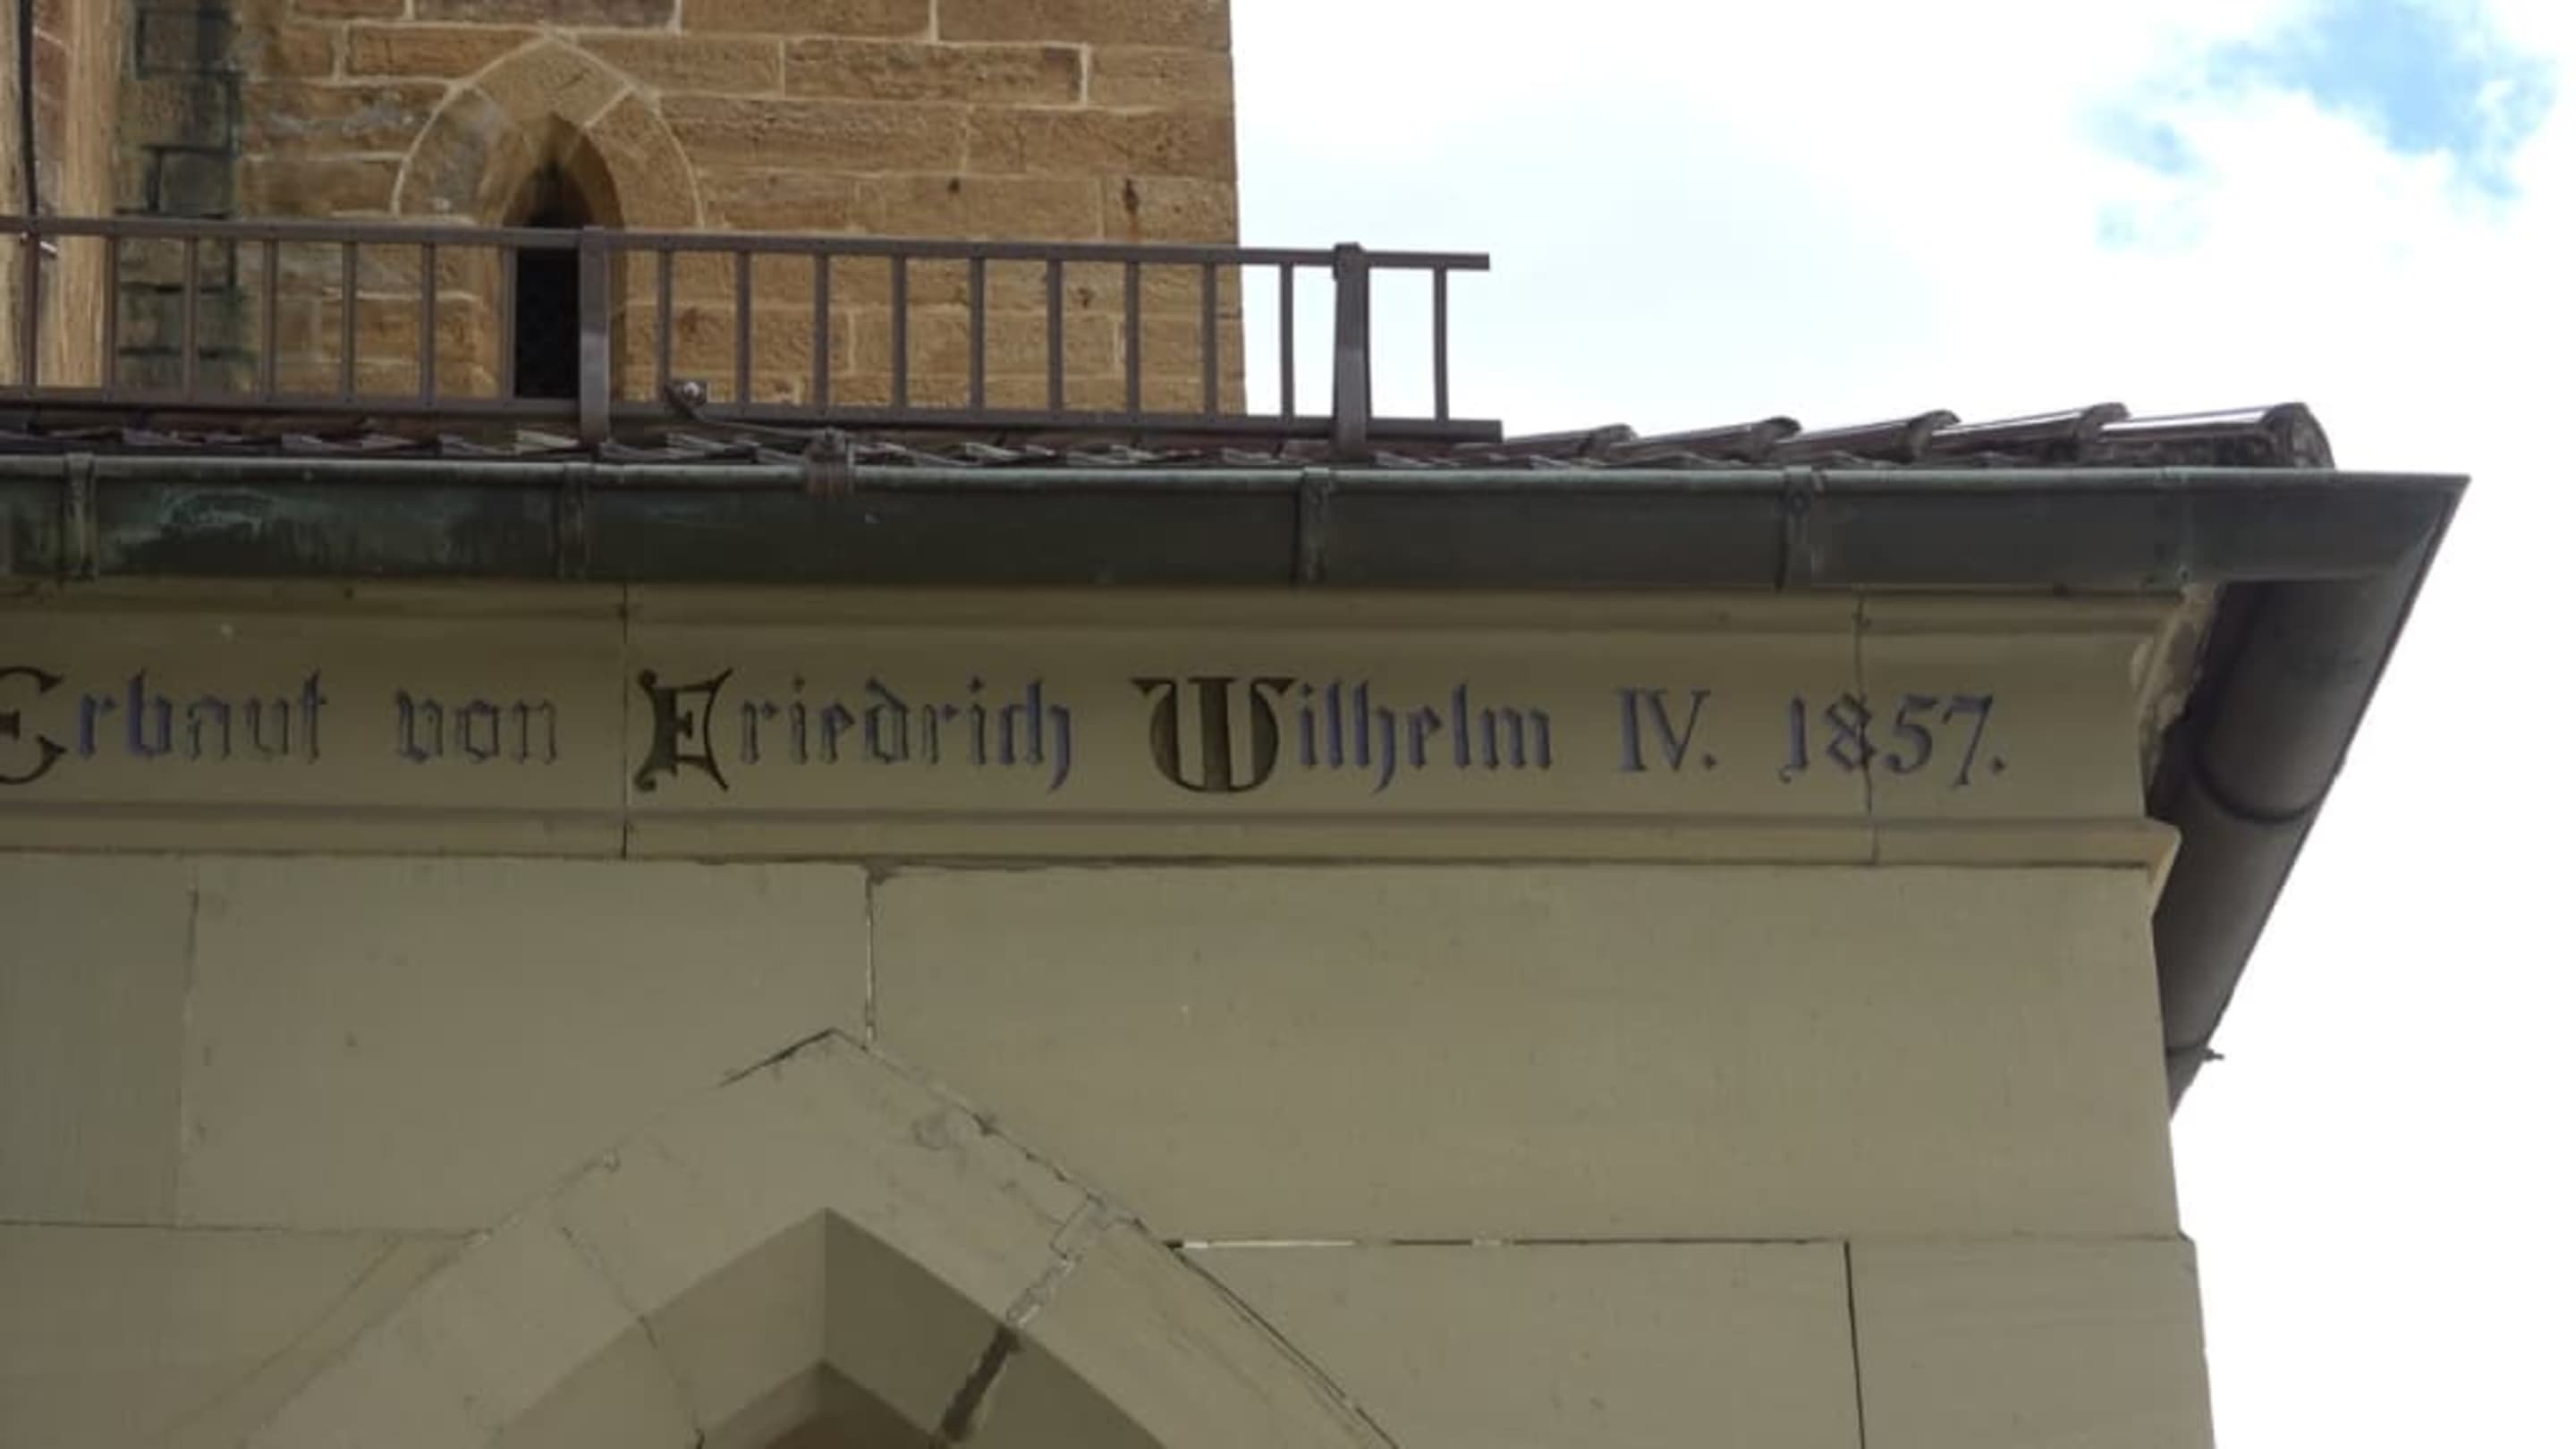 Erbaut von Friedrich Wilhelm IV. 1857.